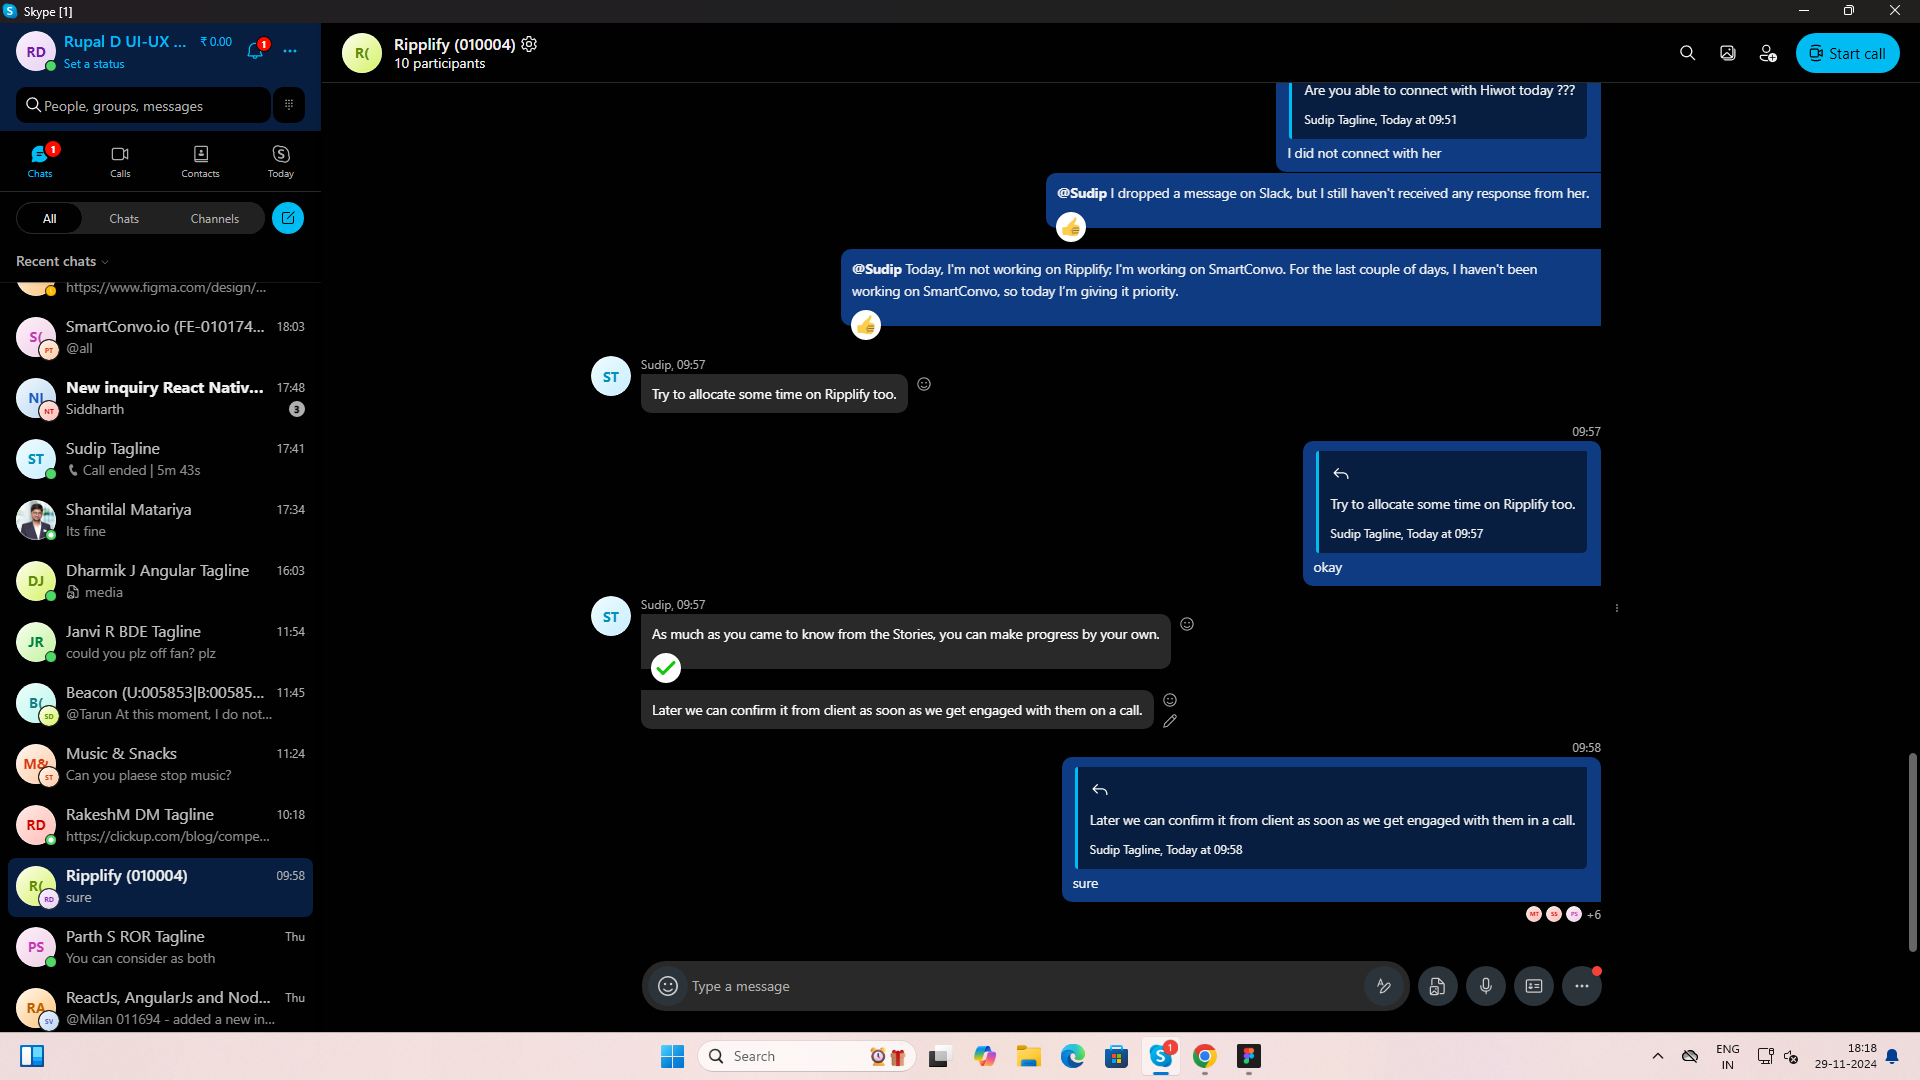 Skype [1]
RD
Rupal D UI-UX ...
₹ 0.00
1
Set a status
People, groups, messages
1
Chats
Calls
Contacts
Today
All
Chats
Channels
Recent chats
https://www.figma.com/design/...
S(
PT
SmartConvo.io (FE-010174...
18:03
@all
NI
NT
New inquiry React Nativ...
17:48
Siddharth
3
ST
Sudip Tagline
17:41
Call ended | 5m 43s
Shantilal Matariya
17:34
Its fine
DJ
Dharmik J Angular Tagline
16:03
media
JR
Janvi R BDE Tagline
11:54
could you plz off fan? plz
B(
SD
Beacon (U:005853|B:00585...
11:45
@Tarun At this moment, I do not...
M&
ST
Music & Snacks
11:24
Can you plaese stop music?
RD
RakeshM DM Tagline
10:18
https://clickup.com/blog/compe...
R(
RD
Ripplify (010004)
09:58
sure
PS
Parth S ROR Tagline
Thu
You can consider as both
RA
SV
ReactJs, AngularJs and Nod...
Thu
@Milan 011694 - added a new in...
R(
Ripplify (010004)
10 participants
Start call
Are you able to connect with Hiwot today ???
Sudip Tagline, Today at 09:51
I did not connect with her
@Sudip I dropped a message on Slack, but I still haven't received any response from her.
@Sudip Today, I'm not working on Ripplify; I'm working on SmartConvo. For the last couple of days, I haven't been
working on SmartConvo, so today I'm giving it priority.
ST
Sudip, 09:57
Try to allocate some time on Ripplify too.
09:57
Try to allocate some time on Ripplify too.
Sudip Tagline, Today at 09:57
okay
ST
Sudip, 09:57
As much as you came to know from the Stories, you can make progress by your own.
Later we can confirm it from client as soon as we get engaged with them on a call.
09:58
Later we can confirm it from client as soon as we get engaged with them in a call.
Sudip Tagline, Today at 09:58
sure
MT
SS
PS
+6
Type a message
Search
1
ENG
IN
18:18
29-11-2024